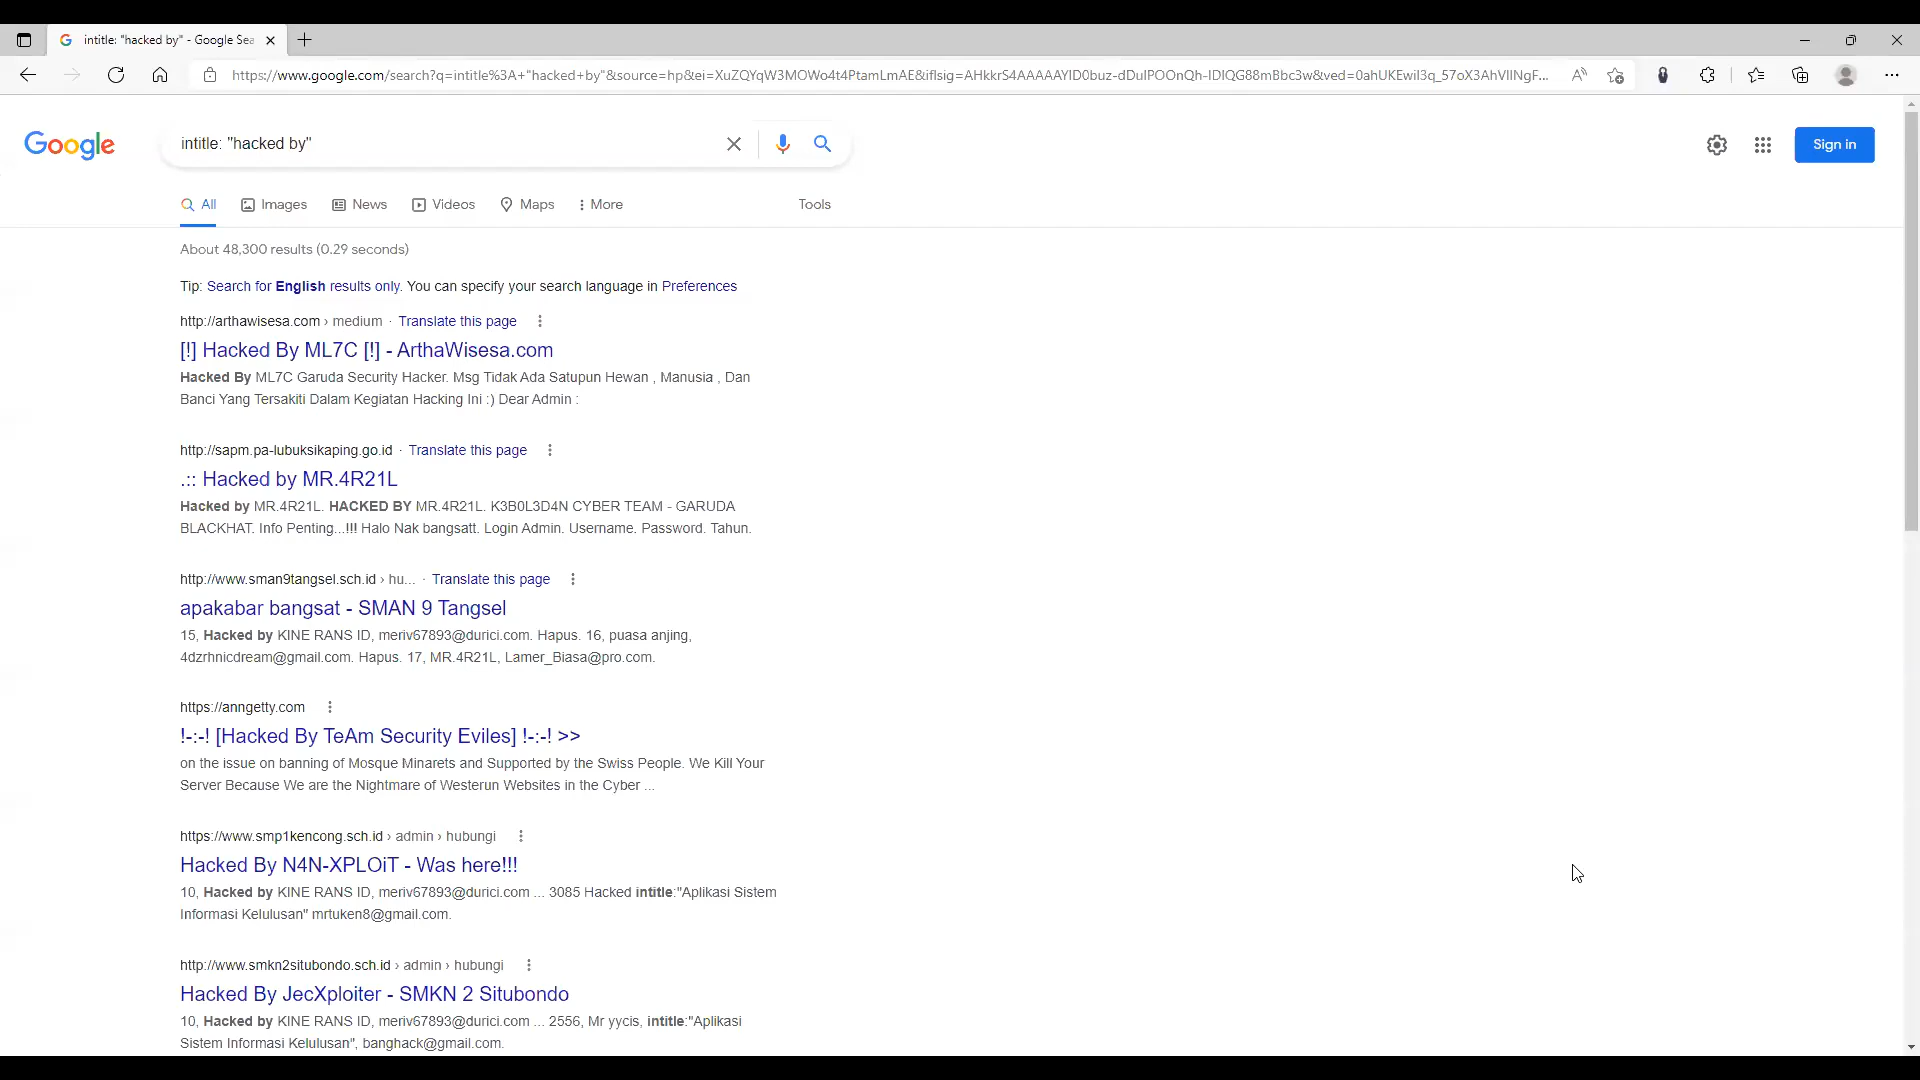 intitle: "hacked by" - Google Sea
https://www.google.com/search?q=intitle%3A+"hacked+by"&source=hp&ei=XuZQYqW3MOWo4t4PtamLmAE&iflsig=AHkkrS4AAAAAYlD0buz-dDulPOOnQh-IDIQG88mBbc3w&ved=0ahUKEwil3q_57oX3AhVIlNgF...
Google
intitle: "hacked by"
Sign in
All Images News Videos Maps More Tools
About 48,300 results (0.29 seconds)
Tip: Search for English results only. You can specify your search language in Preferences
http://arthawisesa.com › medium · Translate this page
[!] Hacked By ML7C [!] - ArthaWisesa.com
Hacked By ML7C Garuda Security Hacker. Msg Tidak Ada Satupun Hewan , Manusia , Dan
Banci Yang Tersakiti Dalam Kegiatan Hacking Ini :) Dear Admin :
http://sapm.pa-lubuksikaping.go.id · Translate this page
.:: Hacked by MR.4R21L
Hacked by MR.4R21L. HACKED BY MR.4R21L. K3B0L3D4N CYBER TEAM - GARUDA
BLACKHAT. Info Penting...!!! Halo Nak bangsatt. Login Admin. Username. Password. Tahun.
http://www.sman9tangsel.sch.id › hu... · Translate this page
apakabar bangsat - SMAN 9 Tangsel
15, Hacked by KINE RANS ID, meriv67893@durici.com. Hapus. 16, puasa anjing,
4dzrhnicdream@gmail.com. Hapus. 17, MR.4R21L, Lamer_Biasa@pro.com.
https://anngetty.com
!-:-! [Hacked By TeAm Security Eviles] !-:-! >>
on the issue on banning of Mosque Minarets and Supported by the Swiss People. We Kill Your
Server Because We are the Nightmare of Westerun Websites in the Cyber ...
https://www.smp1kencong.sch.id › admin › hubungi
Hacked By N4N-XPLOiT - Was here!!!
10, Hacked by KINE RANS ID, meriv67893@durici.com ... 3085 Hacked intitle:"Aplikasi Sistem
Informasi Kelulusan" mrtuken8@gmail.com.
http://www.smkn2situbondo.sch.id › admin › hubungi
Hacked By JecXploiter - SMKN 2 Situbondo
10, Hacked by KINE RANS ID, meriv67893@durici.com ... 2556, Mr yycis, intitle:"Aplikasi
Sistem Informasi Kelulusan", banghack@gmail.com.